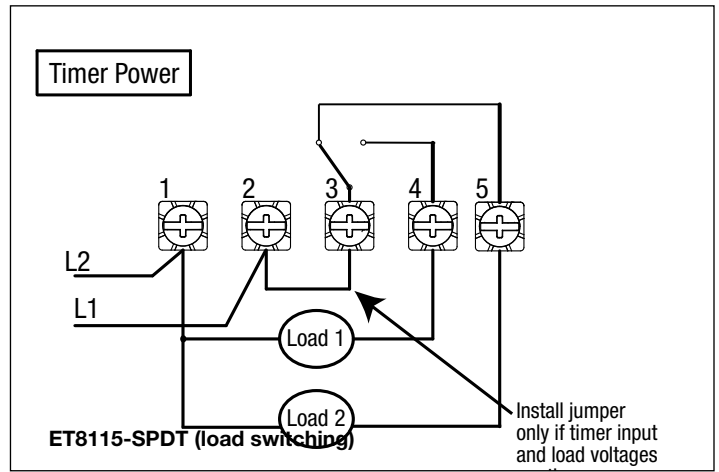 Timer Power
1 2 3 4 5
L2
L1
Load 1
Load 2
ET8115-SPDT (load switching)
Install jumper
only if timer input
and load voltages